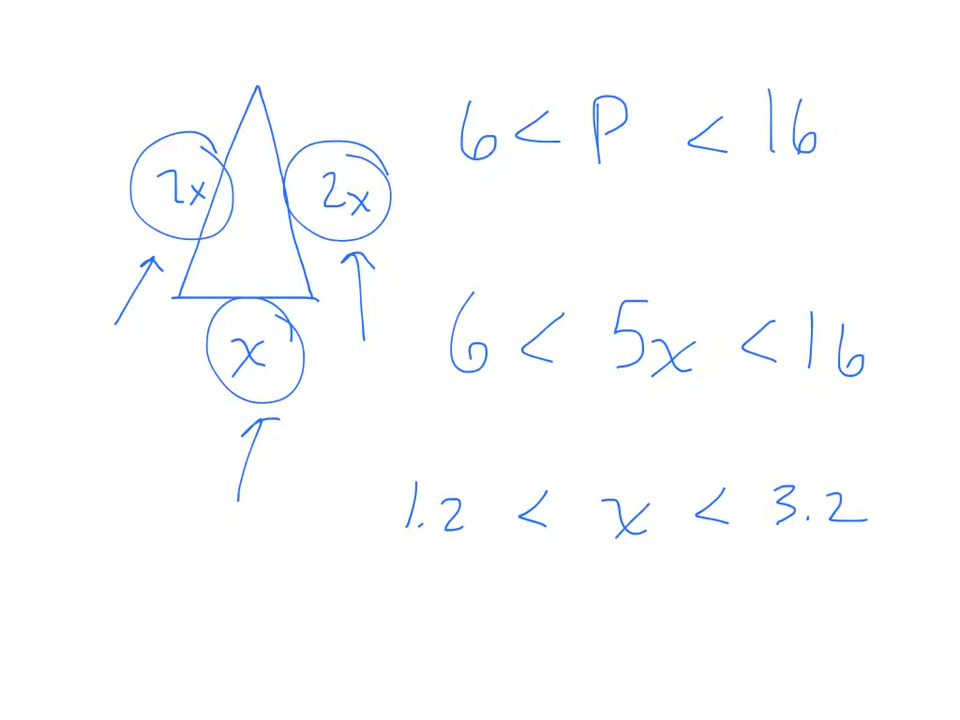 6 < P < 16
2x 2x
x
6 < 5x < 16
1.2 < x < 3.2